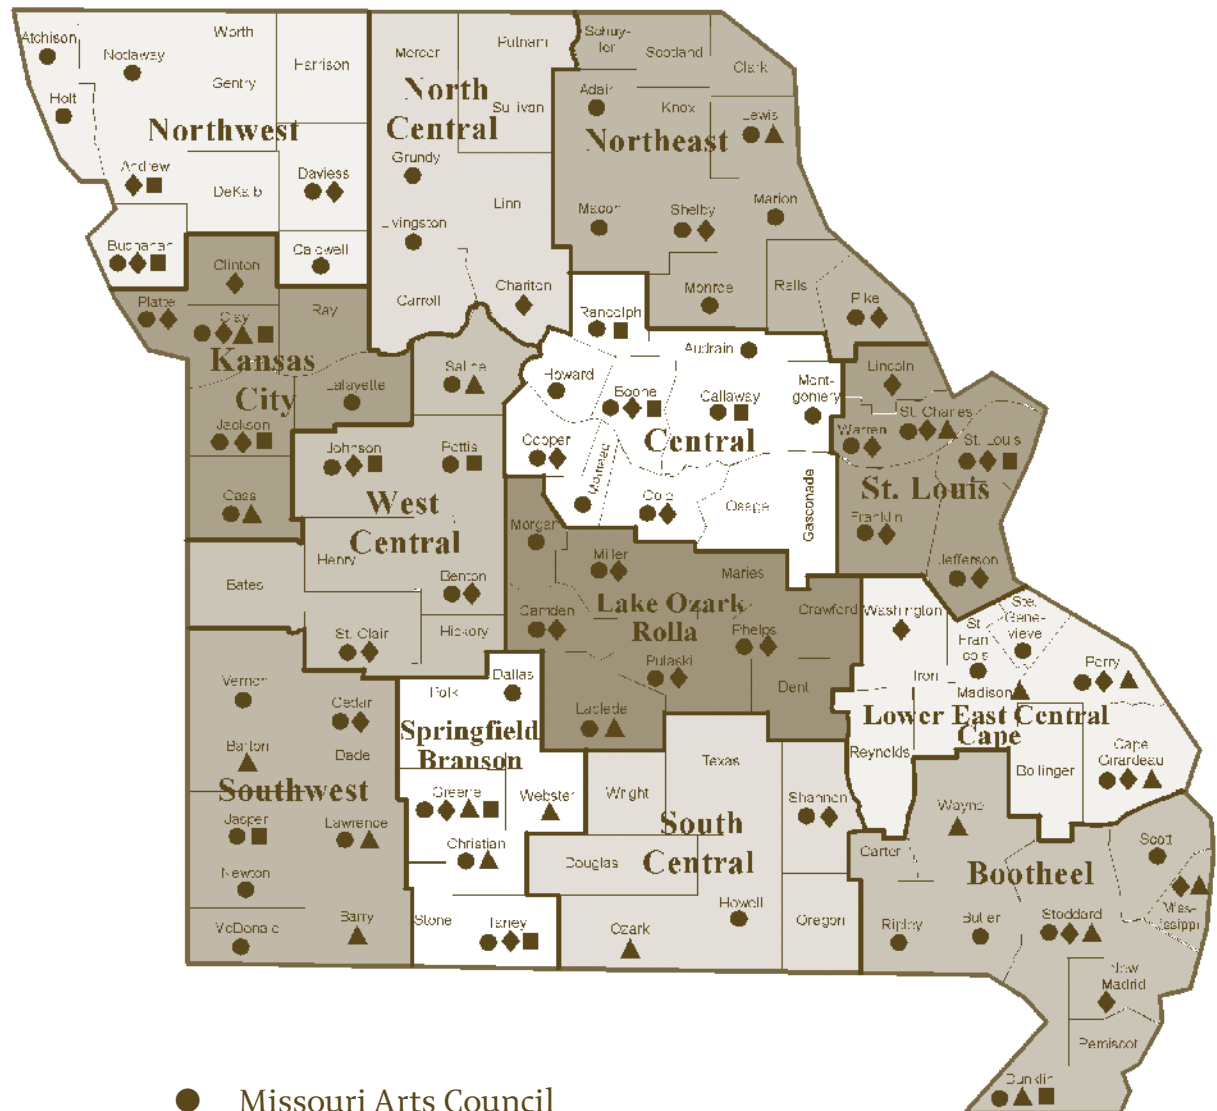 Atchison
Nodaway
Worth
Harrison
Mercer
Putnam
Schuy-
ler
Scotland
Clark
Holt
Gentry
North
Central
Sullivan
Adair
Knox
Lewis
Northwest
Northeast
Andrew
DeKalb
Daviess
Grundy
Linn
Macon
Shelby
Marion
Buchanan
Caldwell
Livingston
Clinton
Carroll
Chariton
Monroe
Ralls
Pike
Platte
Clay
Ray
Randolph
Kansas
City
Lafayette
Saline
Howard
Audrain
Boone
Callaway
Mont-
gomery
Lincoln
Warren
St. Charles
St. Louis
Jackson
Johnson
Pettis
Cooper
Central
Moniteau
Cole
Osage
Gasconade
St. Louis
Franklin
Jefferson
Cass
West
Central
Morgan
Miller
Maries
Henry
Bates
Benton
Camden
Lake Ozark
Rolla
Crawford
Phelps
Washington
St.
Fran
cois
Ste.
Gene-
vieve
Perry
St. Clair
Hickory
Pulaski
Dent
Iron
Madison
Vernon
Cedar
Polk
Dallas
Laclede
Lower East Central
Cape
Barton
Dade
Springfield
Branson
Texas
Reynolds
Bollinger
Cape
Girardeau
Southwest
Greene
Webster
Wright
Shannon
Wayne
Jasper
Lawrence
Christian
South
Central
Douglas
Carter
Bootheel
Scott
Newton
Barry
Stone
Taney
Ozark
Howell
Oregon
Ripley
Butler
Stoddard
Miss-
issippi
McDonald
New
Madrid
Pemiscot
Dunklin
Missouri Arts Council